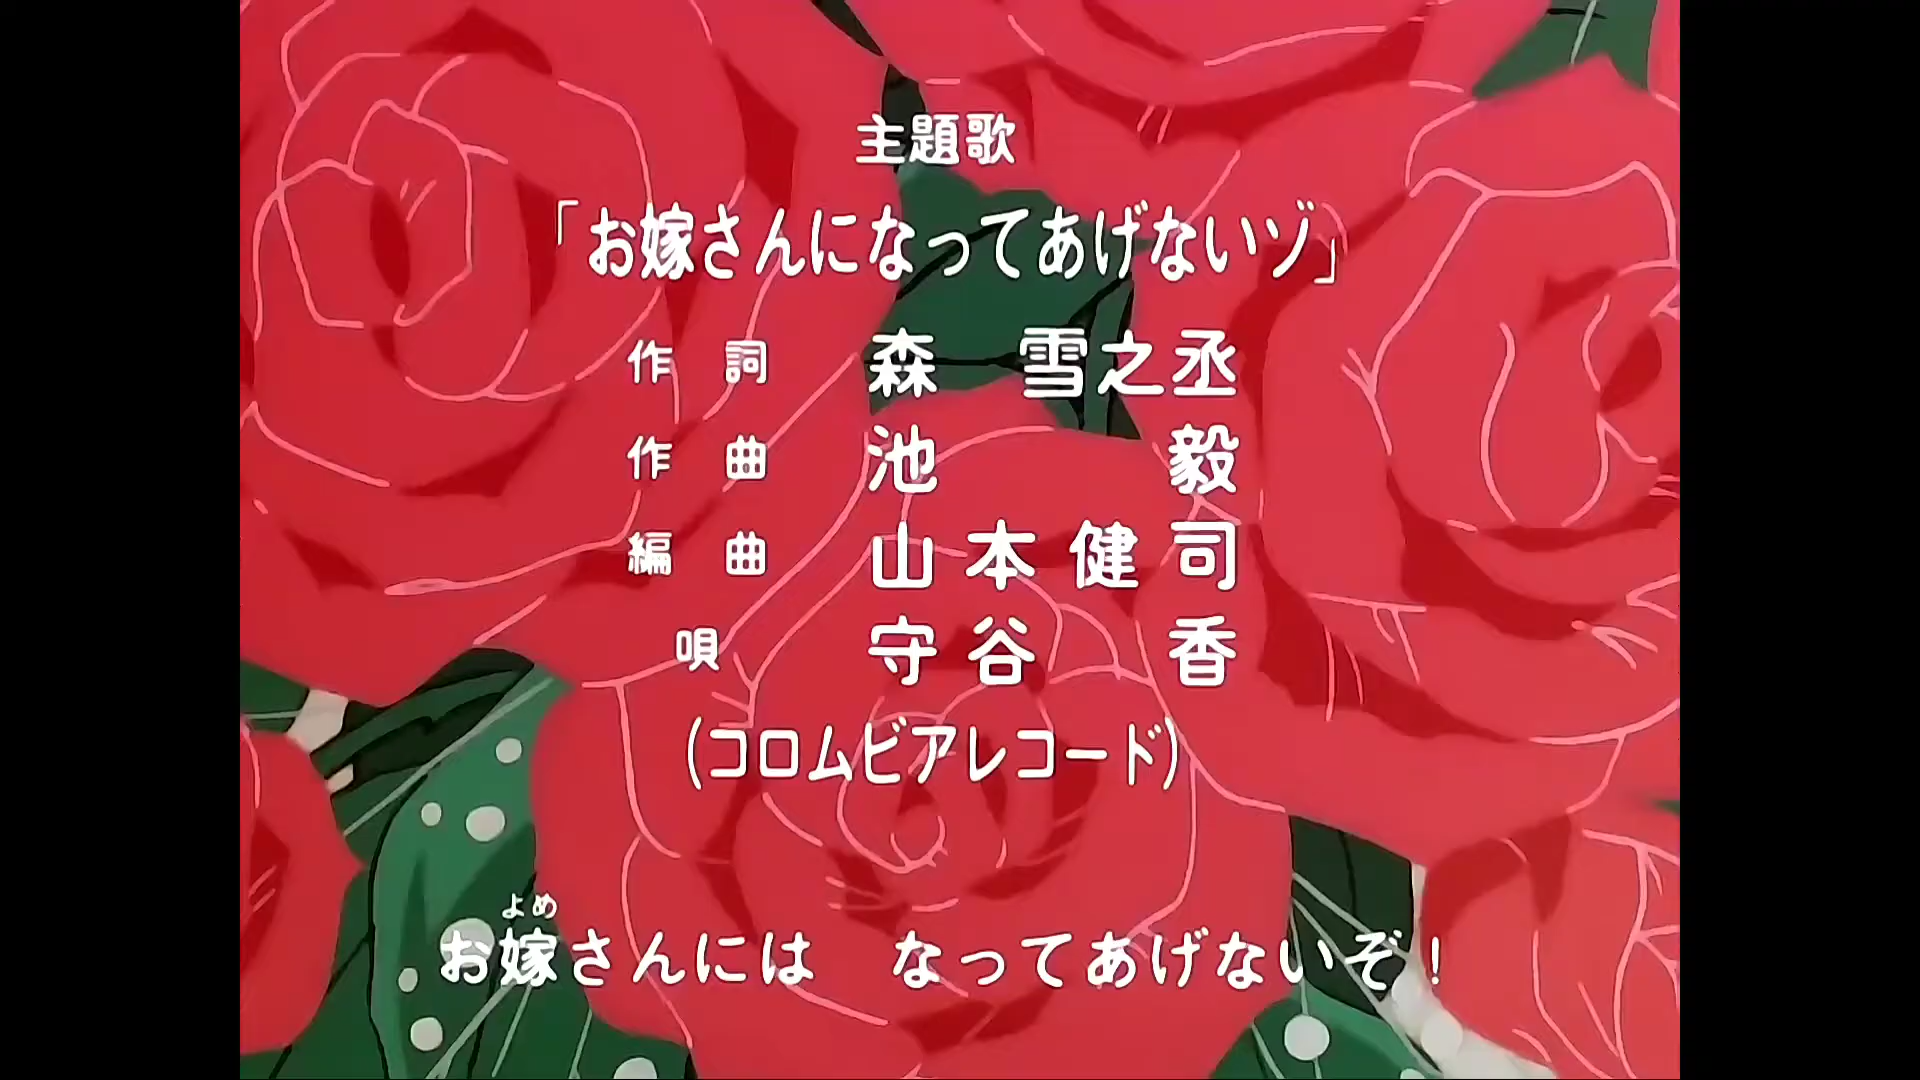 主題歌
「お嫁さんになってあげないゾ」
作詞 森 雪之丞
作曲 池 毅
編曲 山本健司
唄 守谷 香
(コロムビアレコード)
よめ
お嫁さんには なってあげないぞ!